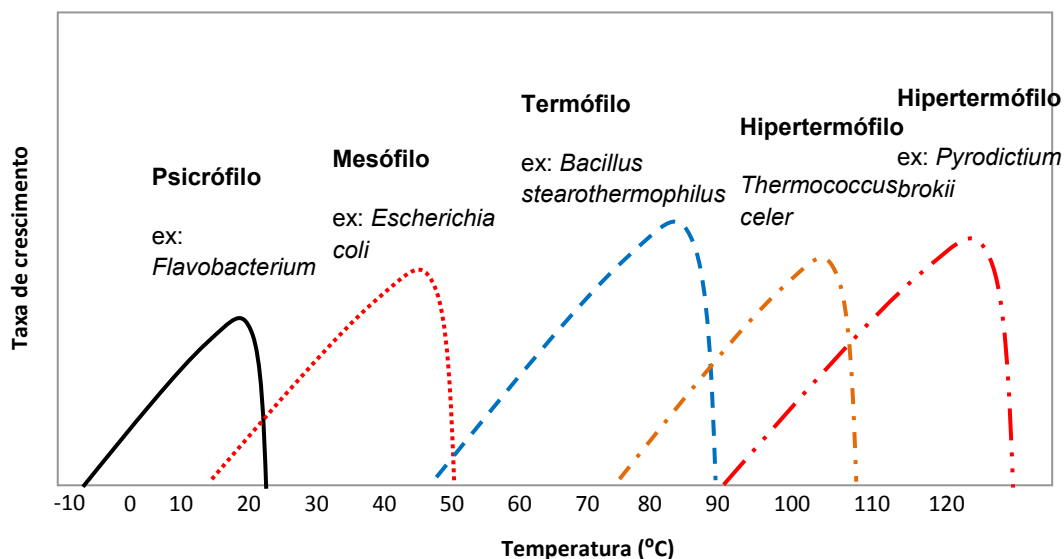 Taxa de crescimento
Psicrófilo
ex:
Flavobacterium
Mesófilo
ex: Escherichia
coli
Termófilo
ex: Bacillus
stearothermophilus
Hipertermófilo
Thermococcus
celer
Hipertermófilo
ex: Pyrodictium
brokii
-10 0 10 20 30 40 50 60 70 80 90 100 110 120
Temperatura (ºC)